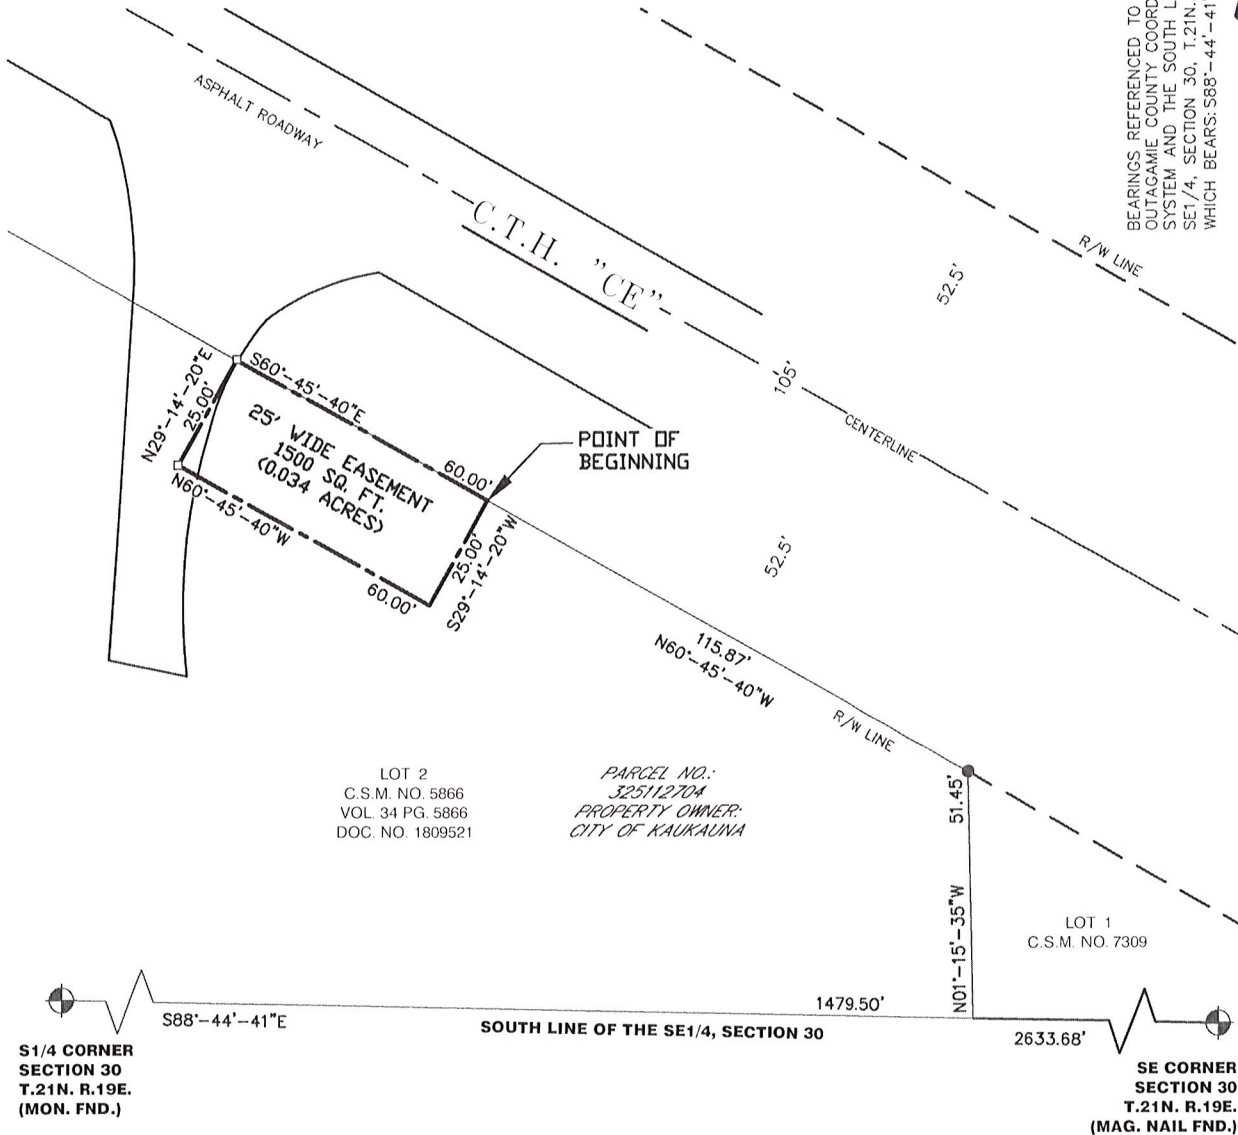 BEARINGS REFERENCED TO
OUTAGAMIE COUNTY COORD
SYSTEM AND THE SOUTH L
SE1/4, SECTION 30, T.21N.
WHICH BEARS: S88°-44'-41"
ASPHALT ROADWAY
C.T.H. "CE"
R/W LINE
52.5'
105'
CENTERLINE
52.5'
N29°-14'-20"E
25.00'
S60°-45'-40"E
60.00'
25' WIDE EASEMENT
1500 SQ. FT.
(0.034 ACRES)
POINT OF
BEGINNING
N60°-45'-40"W
60.00'
25.00'
S29°-14'-20"W
115.87'
N60°-45'-40"W
R/W LINE
LOT 2
C.S.M. NO. 5866
VOL. 34 PG. 5866
DOC. NO. 1809521
PARCEL NO.:
325112704
PROPERTY OWNER:
CITY OF KAUKAUNA
51.45'
N01°-15'-35"W
LOT 1
C.S.M. NO. 7309
S88°-44'-41"E
1479.50'
SOUTH LINE OF THE SE1/4, SECTION 30
2633.68'
S1/4 CORNER
SECTION 30
T.21N. R.19E.
(MON. FND.)
SE CORNER
SECTION 30
T.21N. R.19E.
(MAG. NAIL FND.)